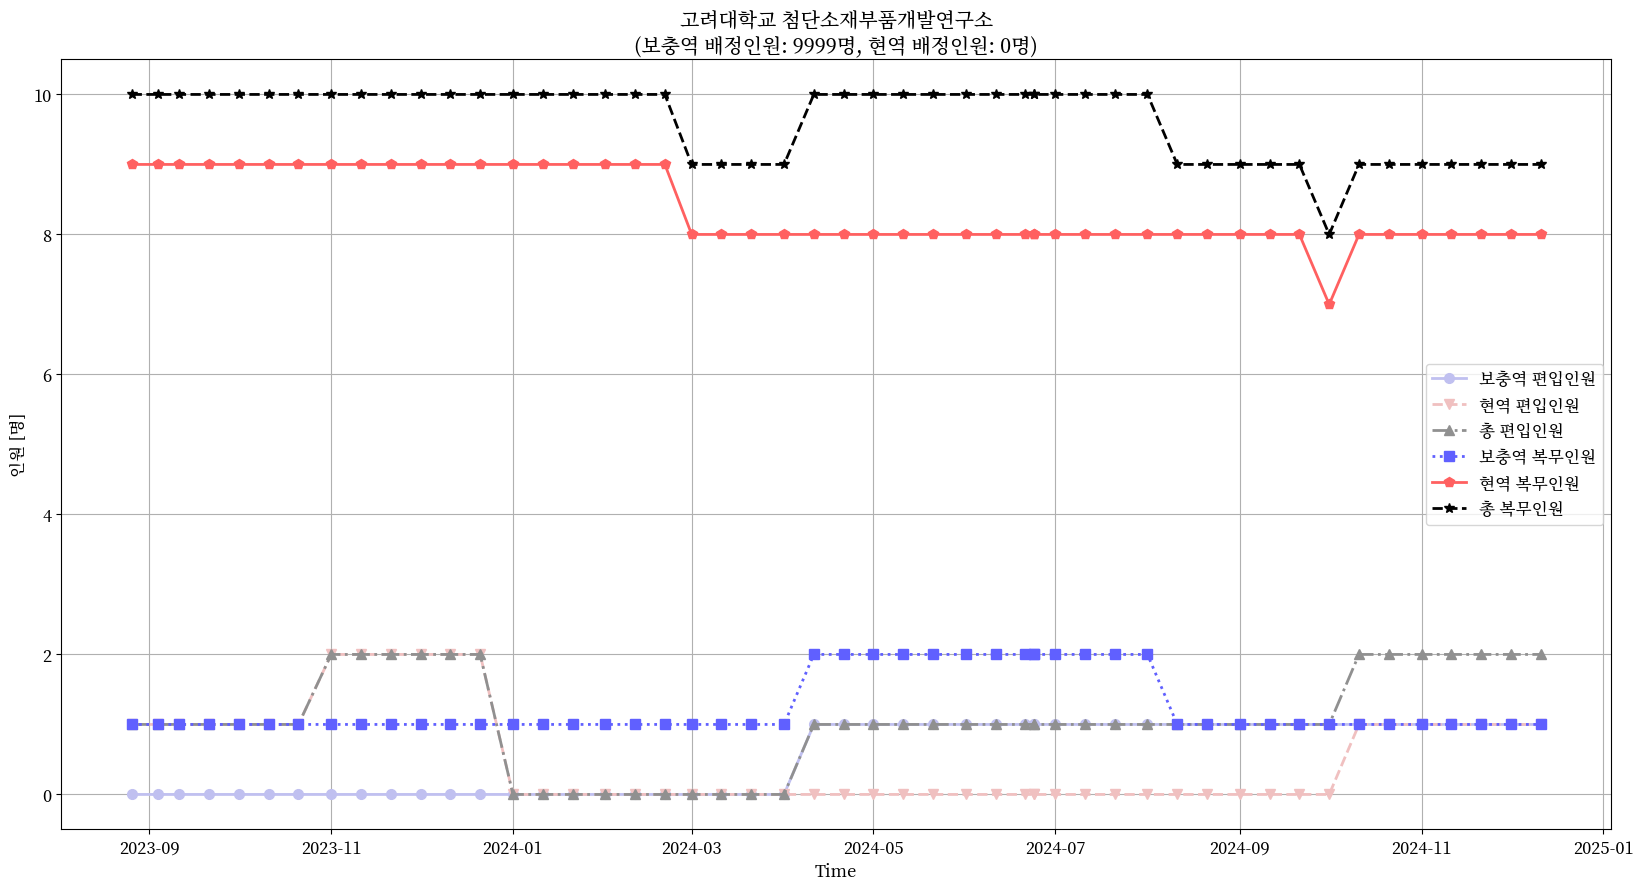 고려대학교 첨단소재부품개발연구소
(보충역 배정인원: 9999명, 현역 배정인원: 0명)
인원 [명]
10
8
6
4
2
0
보충역 편입인원
현역 편입인원
총 편입인원
보충역 복무인원
현역 복무인원
총 복무인원
2023-09
2023-11
2024-01
2024-03
2024-05
2024-07
2024-09
2024-11
2025-01
Time